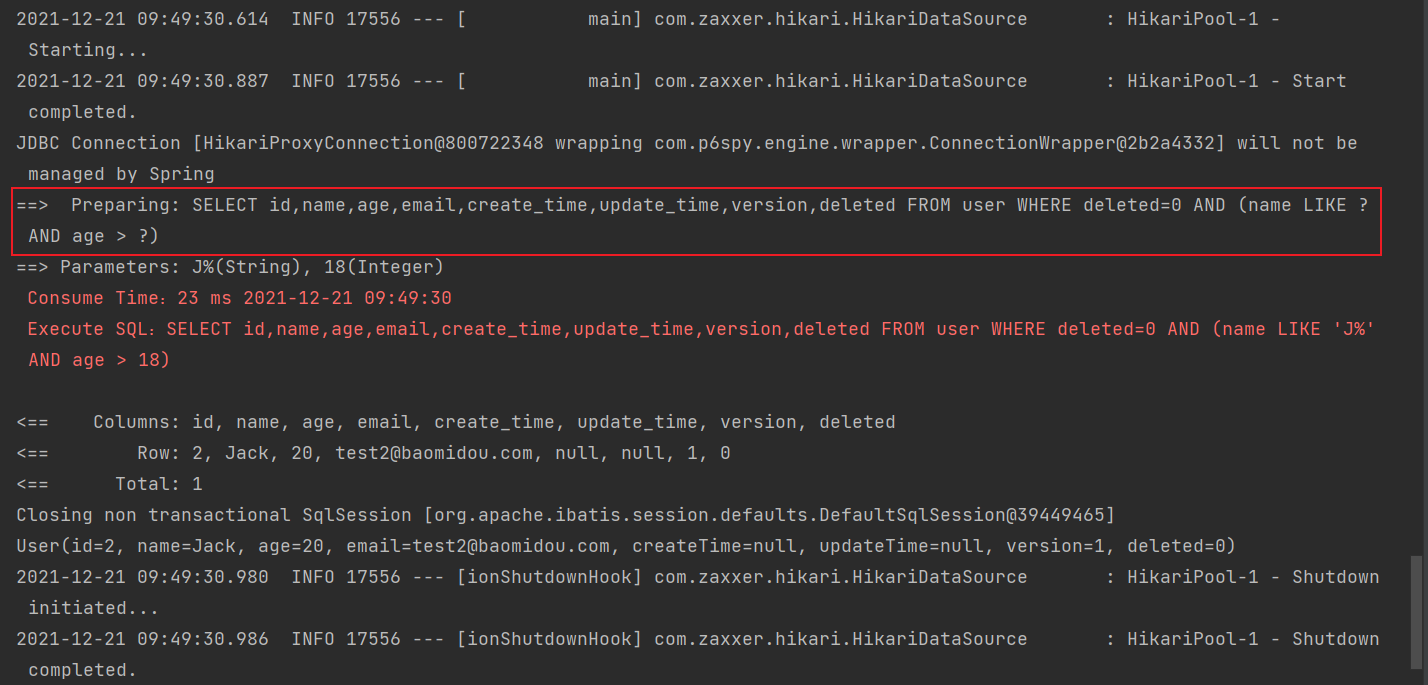 2021-12-21 09:49:30.614  INFO 17556 --- [           main] com.zaxxer.hikari.HikariDataSource       : HikariPool-1 -
Starting...
2021-12-21 09:49:30.887  INFO 17556 --- [           main] com.zaxxer.hikari.HikariDataSource       : HikariPool-1 - Start
completed.
JDBC Connection [HikariProxyConnection@800722348 wrapping com.p6spy.engine.wrapper.ConnectionWrapper@2b2a4332] will not be
managed by Spring
==>  Preparing: SELECT id,name,age,email,create_time,update_time,version,deleted FROM user WHERE deleted=0 AND (name LIKE ?
AND age > ?)
==> Parameters: J%(String), 18(Integer)
Consume Time：23 ms 2021-12-21 09:49:30
Execute SQL：SELECT id,name,age,email,create_time,update_time,version,deleted FROM user WHERE deleted=0 AND (name LIKE 'J%'
AND age > 18)
<==    Columns: id, name, age, email, create_time, update_time, version, deleted
<==        Row: 2, Jack, 20, test2@baomidou.com, null, null, 1, 0
<==      Total: 1
Closing non transactional SqlSession [org.apache.ibatis.session.defaults.DefaultSqlSession@39449465]
User(id=2, name=Jack, age=20, email=test2@baomidou.com, createTime=null, updateTime=null, version=1, deleted=0)
2021-12-21 09:49:30.980  INFO 17556 --- [ionShutdownHook] com.zaxxer.hikari.HikariDataSource       : HikariPool-1 - Shutdown
initiated...
2021-12-21 09:49:30.986  INFO 17556 --- [ionShutdownHook] com.zaxxer.hikari.HikariDataSource       : HikariPool-1 - Shutdown
completed.